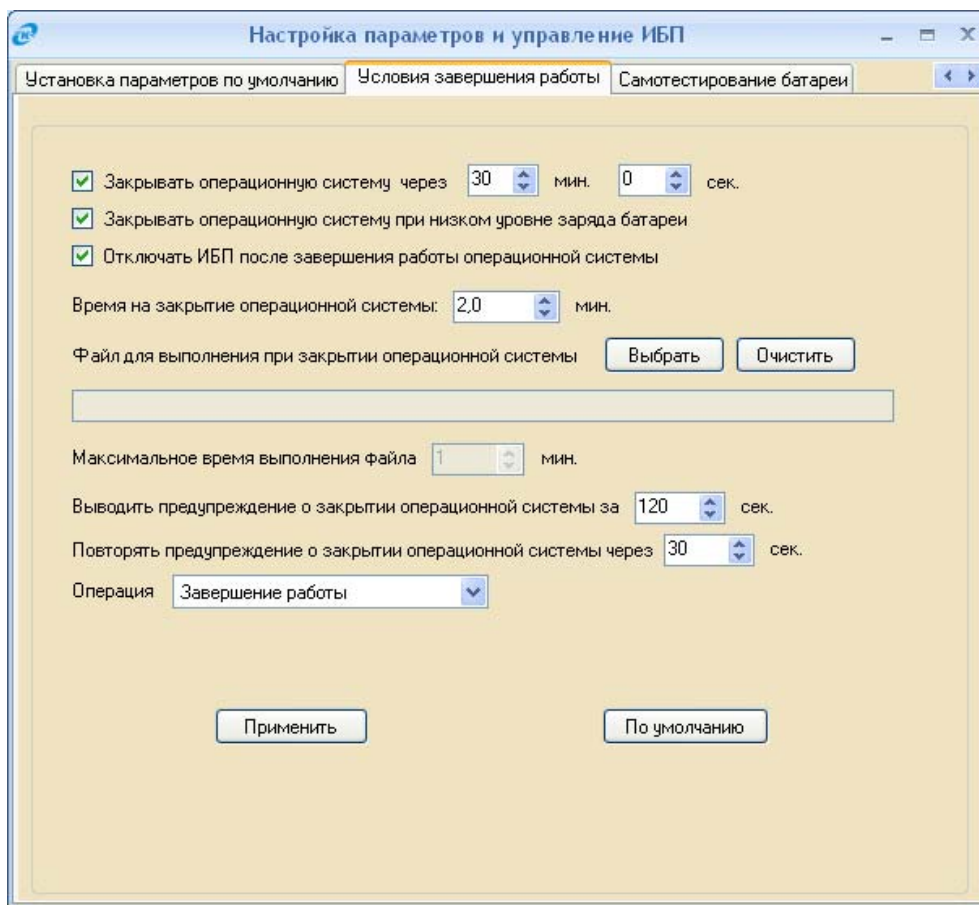 Настройка параметров и управление ИБП
Установка параметров по умолчанию Условия завершения работы Самотестирование батареи
Закрывать операционную систему через 30 мин. 0 сек.
Закрывать операционную систему при низком уровне заряда батареи
Отключать ИБП после завершения работы операционной системы
Время на закрытие операционной системы: 2,0 мин.
Файл для выполнения при закрытии операционной системы Выбрать Очистить
Максимальное время выполнения файла 1 мин.
Выводить предупреждение о закрытии операционной системы за 120 сек.
Повторять предупреждение о закрытии операционной системы через 30 сек.
Операция Завершение работы
Применить По умолчанию